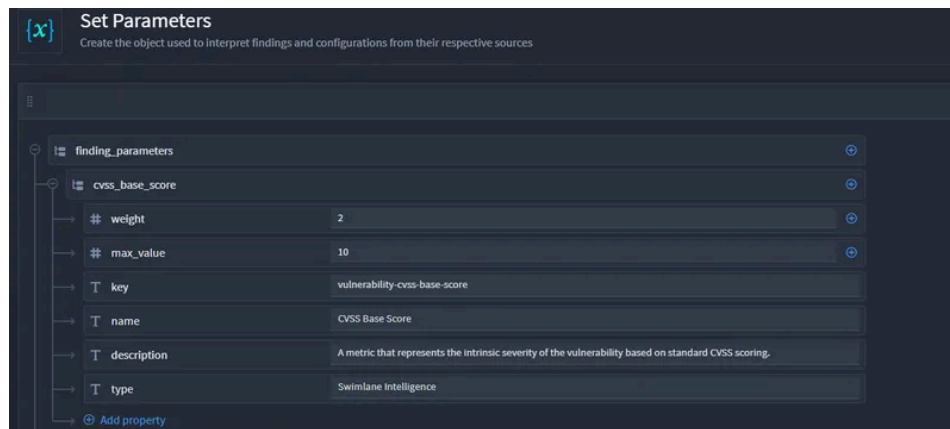 {x} Set Parameters
Create the object used to interpret findings and configurations from their respective sources
finding_parameters
cvss_base_score
# weight 2
# max_value 10
T key vulnerability-cvss-base-score
T name CVSS Base Score
T description A metric that represents the intrinsic severity of the vulnerability based on standard CVSS scoring.
T type Swimlane Intelligence
Add property